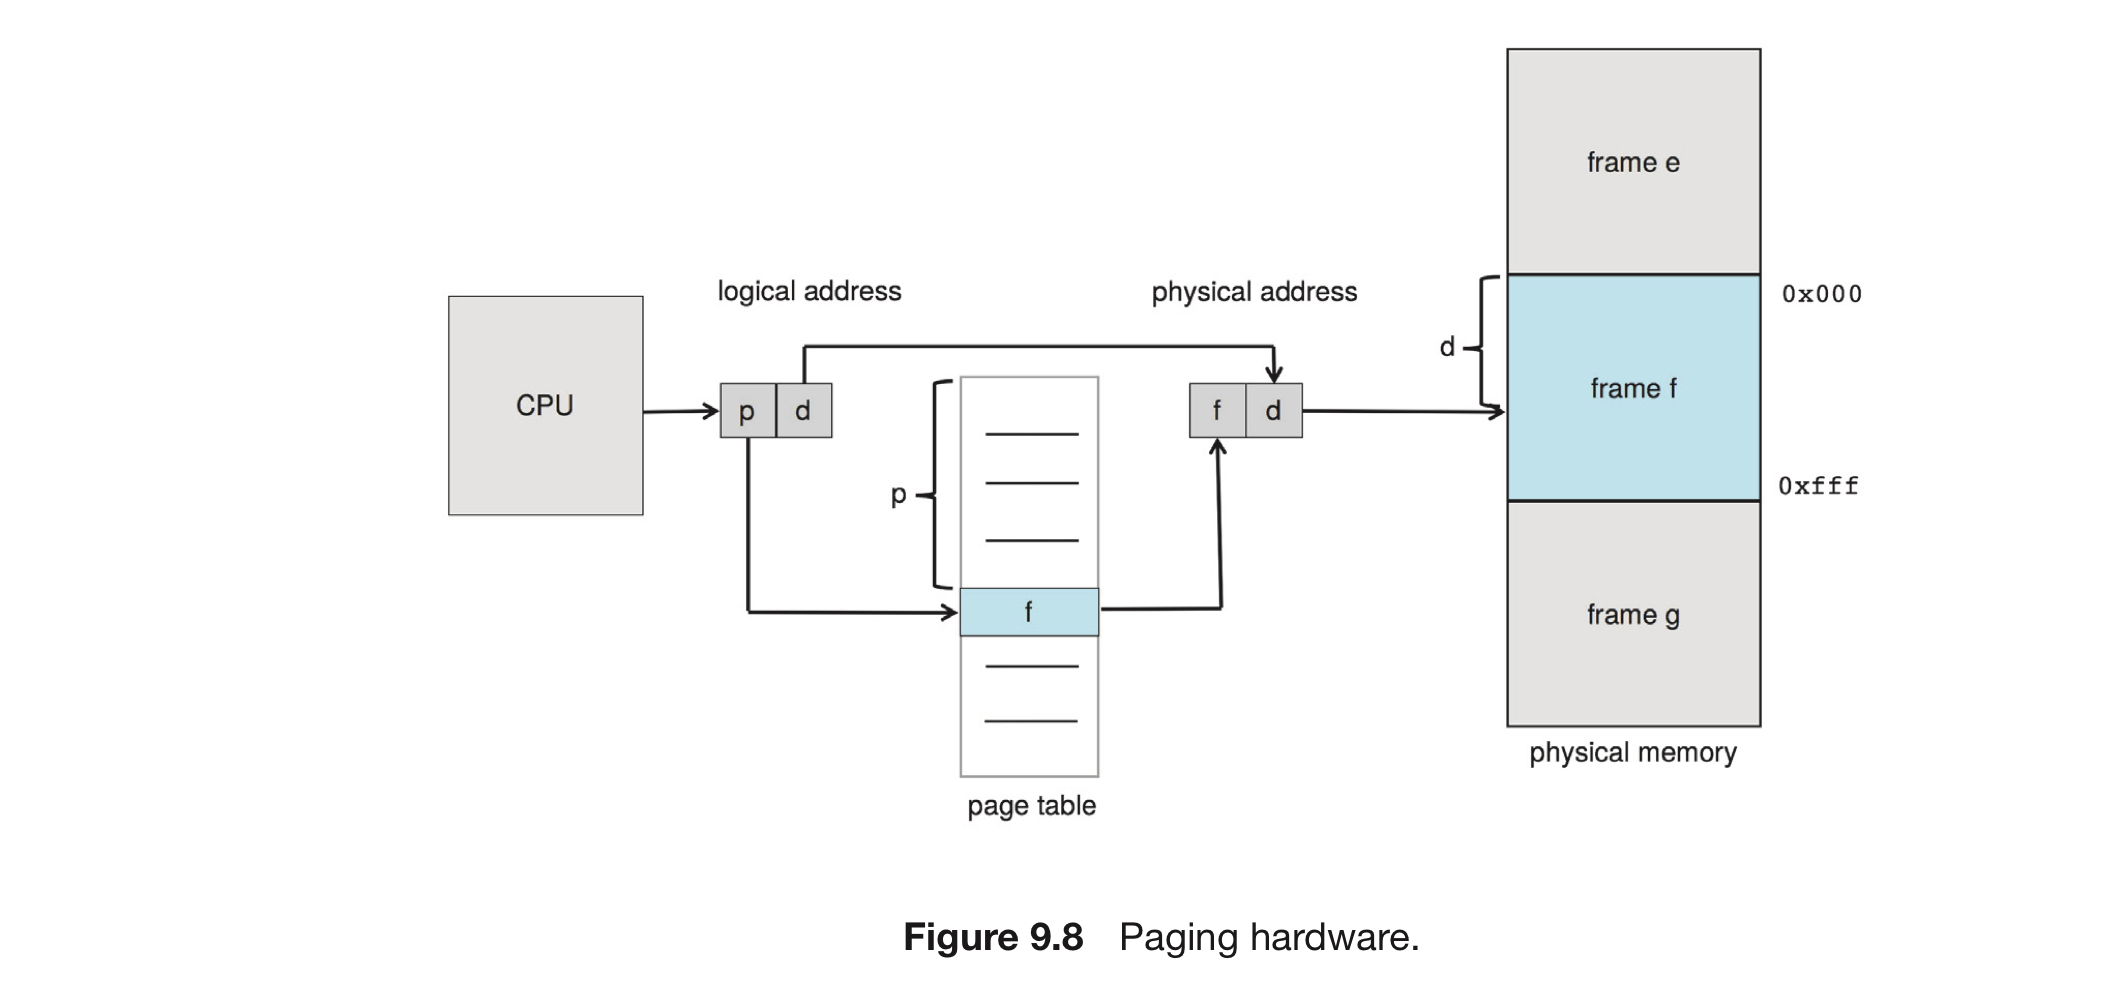 frame e
logical address
physical address
0x000
d
frame f
CPU
p d
f d
p
0xfff
f
frame g
physical memory
page table
Figure 9.8 Paging hardware.